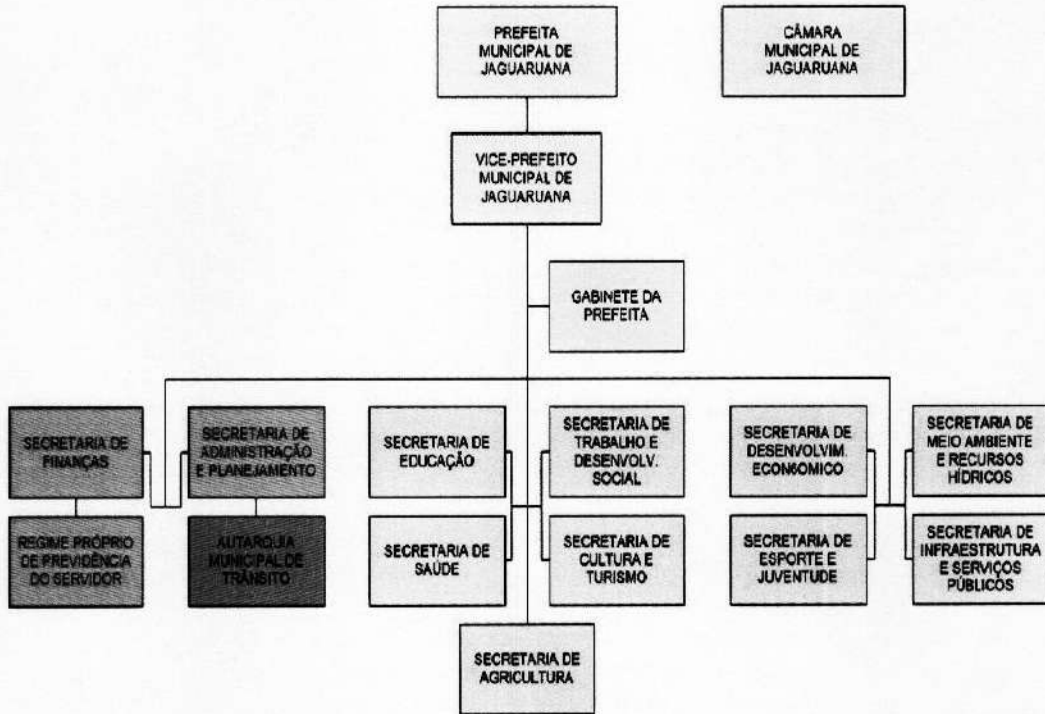 PREFEITA
MUNICIPAL DE
JAGUARUANA
CÂMARA
MUNICIPAL DE
JAGUARUANA
VICE-PREFEITO
MUNICIPAL DE
JAGUARUANA
GABINETE DA
PREFEITA
SECRETARIA DE
FINANÇAS
SECRETARIA DE
ADMINISTRAÇÃO
E PLANEJAMENTO
SECRETARIA DE
EDUCAÇÃO
SECRETARIA DE
TRABALHO E
DESENVOLV.
SOCIAL
SECRETARIA DE
DESENVOLVIM.
ECONÔMICO
SECRETARIA DE
MEIO AMBIENTE
E RECURSOS
HÍDRICOS
REGIME PRÓPRIO
DE PREVIDÊNCIA
DO SERVIDOR
AUTARQUIA
MUNICIPAL DE
TRÂNSITO
SECRETARIA DE
SAÚDE
SECRETARIA DE
CULTURA E
TURISMO
SECRETARIA DE
ESPORTE E
JUVENTUDE
SECRETARIA DE
INFRAESTRUTURA
E SERVIÇOS
PÚBLICOS
SECRETARIA DE
AGRICULTURA